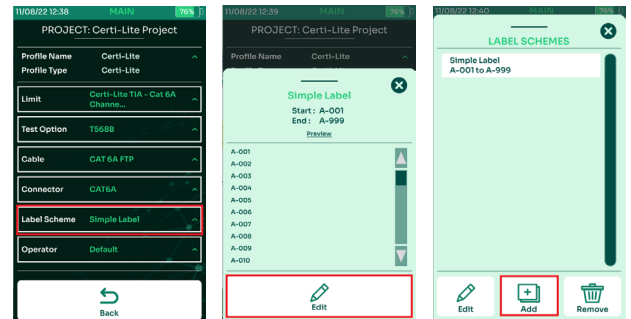 11/08/22 12:38 MAIN 76%
PROJECT: Certi-Lite Project
Profile Name Certi-Lite
Profile Type Certi-Lite
Limit Certi-Lite TIA - Cat 6A
Channe...
Test Option T568B
Cable CAT 6A FTP
Connector CAT6A
Label Scheme Simple Label
Operator Default
Back
11/08/22 12:39 MAIN 76%
PROJECT: Certi-Lite Project
Profile Name Certi-Lite
Simple Label
Start: A-001
End: A-999
Preview
A-001
A-002
A-003
A-004
A-005
A-006
A-007
A-008
A-009
A-010
Edit
11/08/22 12:40 MAIN 76%
LABEL SCHEMES
Simple Label
A-001 to A-999
Edit Add Remove